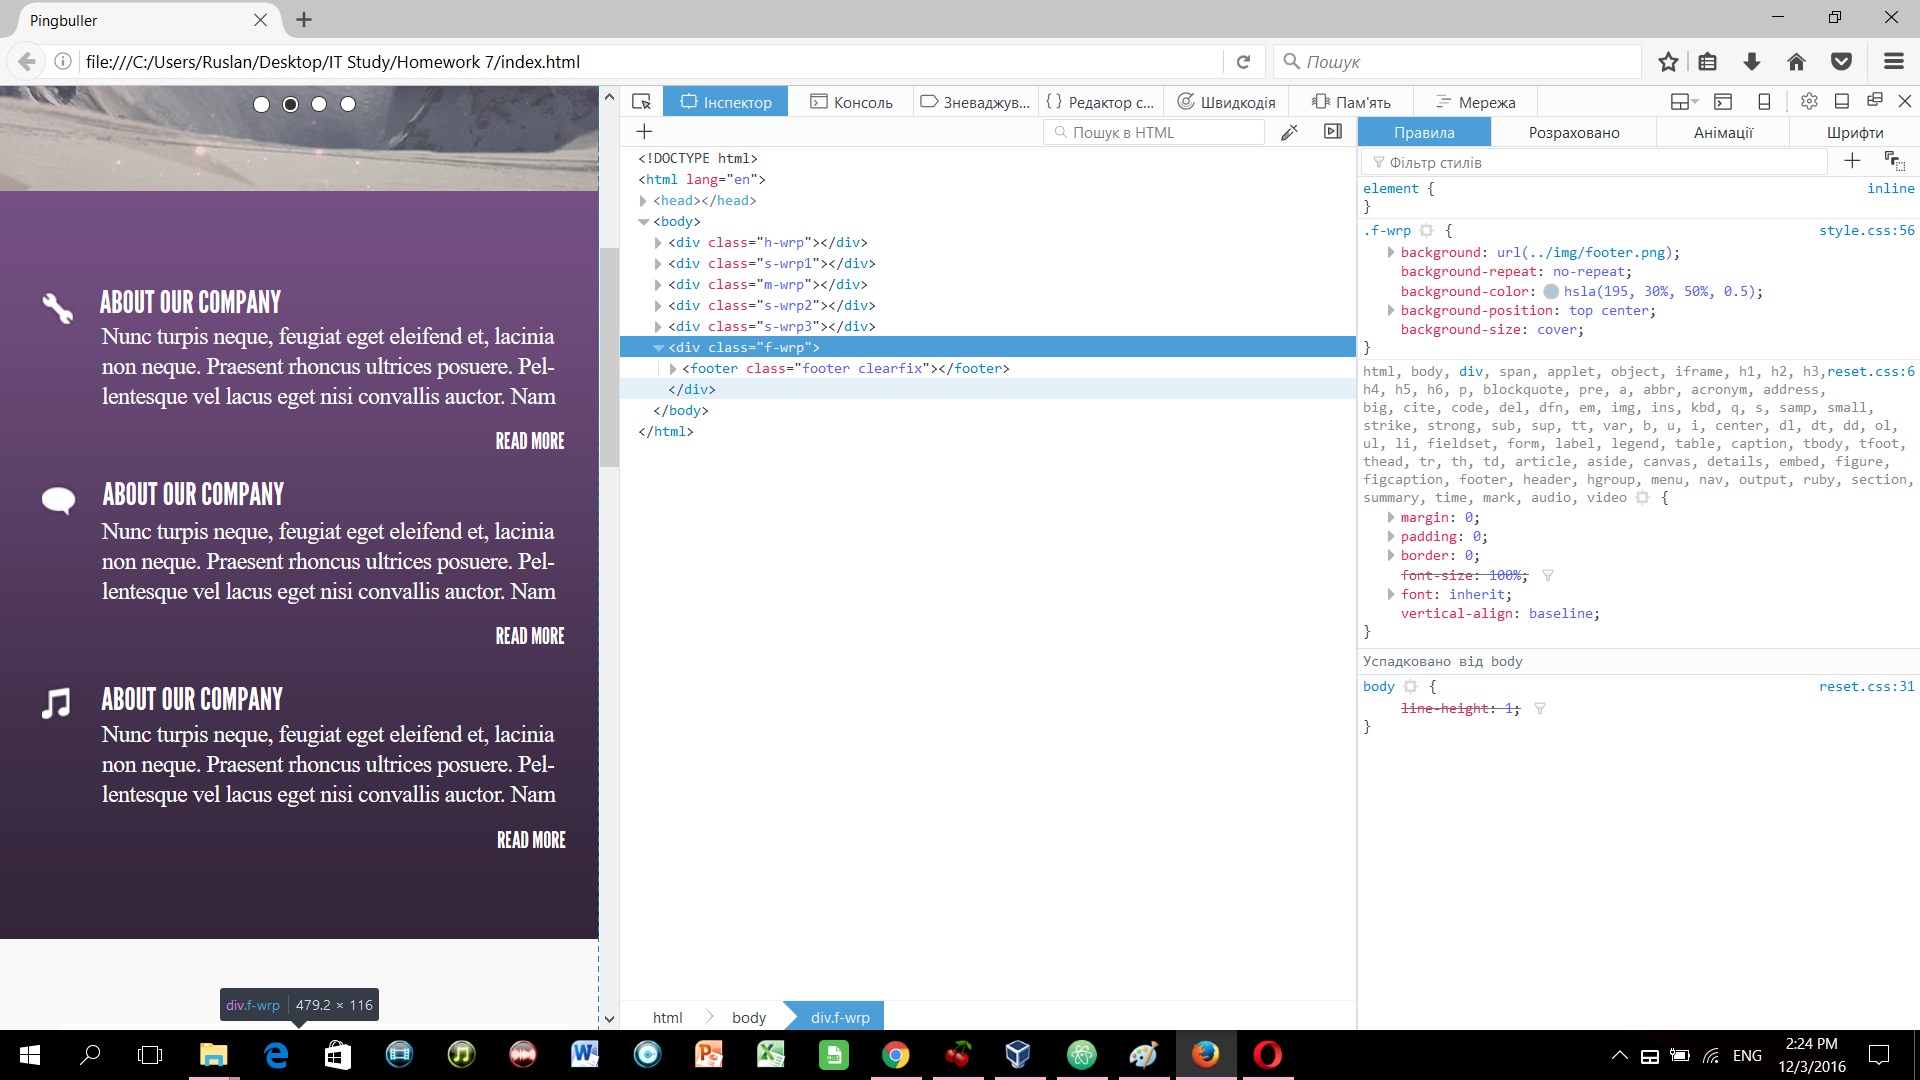 Pingbuller
file:///C:/Users/Ruslan/Desktop/IT Study/Homework 7/index.html
Пошук
Інспектор
Консоль
Зневаджув...
Редактор с...
Швидкодія
Пам'ять
Мережа
Пошук в HTML
<!DOCTYPE html>
<html lang="en">
<head></head>
<body>
<div class="h-wrp"></div>
<div class="s-wrp1"></div>
<div class="m-wrp"></div>
<div class="s-wrp2"></div>
<div class="s-wrp3"></div>
<div class="f-wrp">
<footer class="footer clearfix"></footer>
</div>
</body>
</html>
html
body
div.f-wrp
Правила
Розраховано
Анімації
Шрифти
Фільтр стилів
element {
inline
}
.f-wrp {
style.css:56
background: url(../img/footer.png);
background-repeat: no-repeat;
background-color: hsla(195, 30%, 50%, 0.5);
background-position: top center;
background-size: cover;
}
html, body, div, span, applet, object, iframe, h1, h2, h3,
reset.css:6
h4, h5, h6, p, blockquote, pre, a, abbr, acronym, address,
big, cite, code, del, dfn, em, img, ins, kbd, q, s, samp, small,
strike, strong, sub, sup, tt, var, b, u, i, center, dl, dt, dd, ol,
ul, li, fieldset, form, label, legend, table, caption, tbody, tfoot,
thead, tr, th, td, article, aside, canvas, details, embed, figure,
figcaption, footer, header, hgroup, menu, nav, output, ruby, section,
summary, time, mark, audio, video {
margin: 0;
padding: 0;
border: 0;
font-size: 100%;
font: inherit;
vertical-align: baseline;
}
Успадковано від body
body {
reset.css:31
line-height: 1;
}
ABOUT OUR COMPANY
Nunc turpis neque, feugiat eget eleifend et, lacinia
non neque. Praesent rhoncus ultrices posuere. Pel-
lentesque vel lacus eget nisi convallis auctor. Nam
READ MORE
ABOUT OUR COMPANY
Nunc turpis neque, feugiat eget eleifend et, lacinia
non neque. Praesent rhoncus ultrices posuere. Pel-
lentesque vel lacus eget nisi convallis auctor. Nam
READ MORE
ABOUT OUR COMPANY
Nunc turpis neque, feugiat eget eleifend et, lacinia
non neque. Praesent rhoncus ultrices posuere. Pel-
lentesque vel lacus eget nisi convallis auctor. Nam
READ MORE
div.f-wrp 479.2 × 116
ENG
2:24 PM
12/3/2016